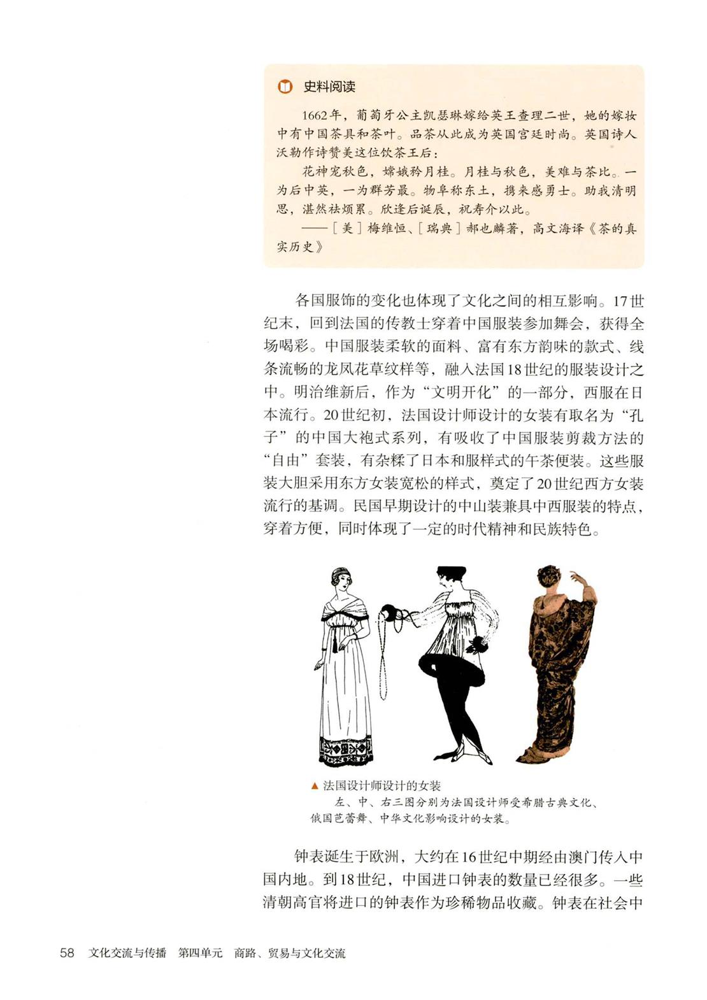 史料阅读
1662年，葡萄牙公主凯瑟琳嫁给英王查理二世，她的嫁妆
中有中国茶具和茶叶。品茶从此成为英国宫廷时尚。英国诗人
沃勒作诗赞美这位饮茶王后：
花神宠秋色，嫦娥矜月桂。月桂与秋色，美难与茶比。一
为后中英，一为群芳最。物阜称东土，携来感勇士。助我清明
思，湛然祛烦累。欣逢后诞辰，祝寿介以此。
——［美］梅维恒、［瑞典］郝也麟著，高文海译《茶的真
实历史》
各国服饰的变化也体现了文化之间的相互影响。17世
纪末，回到法国的传教士穿着中国服装参加舞会，获得全
场喝彩。中国服装柔软的面料、富有东方韵味的款式、线
条流畅的龙凤花草纹样等，融入法国18世纪的服装设计之
中。明治维新后，作为“文明开化”的一部分，西服在日
本流行。20世纪初，法国设计师设计的女装有取名为“孔
子”的中国大袍式系列，有吸收了中国服装剪裁方法的
“自由”套装，有杂糅了日本和服样式的午茶便装。这些服
装大胆采用东方女装宽松的样式，奠定了20世纪西方女装
流行的基调。民国早期设计的中山装兼具中西服装的特点，
穿着方便，同时体现了一定的时代精神和民族特色。
▲ 法国设计师设计的女装
左、中、右三图分别为法国设计师受希腊古典文化、
俄国芭蕾舞、中华文化影响设计的女装。
钟表诞生于欧洲，大约在16世纪中期经由澳门传入中
国内地。到18世纪，中国进口钟表的数量已经很多。一些
清朝高官将进口的钟表作为珍稀物品收藏。钟表在社会中
58 文化交流与传播 第四单元 商路、贸易与文化交流